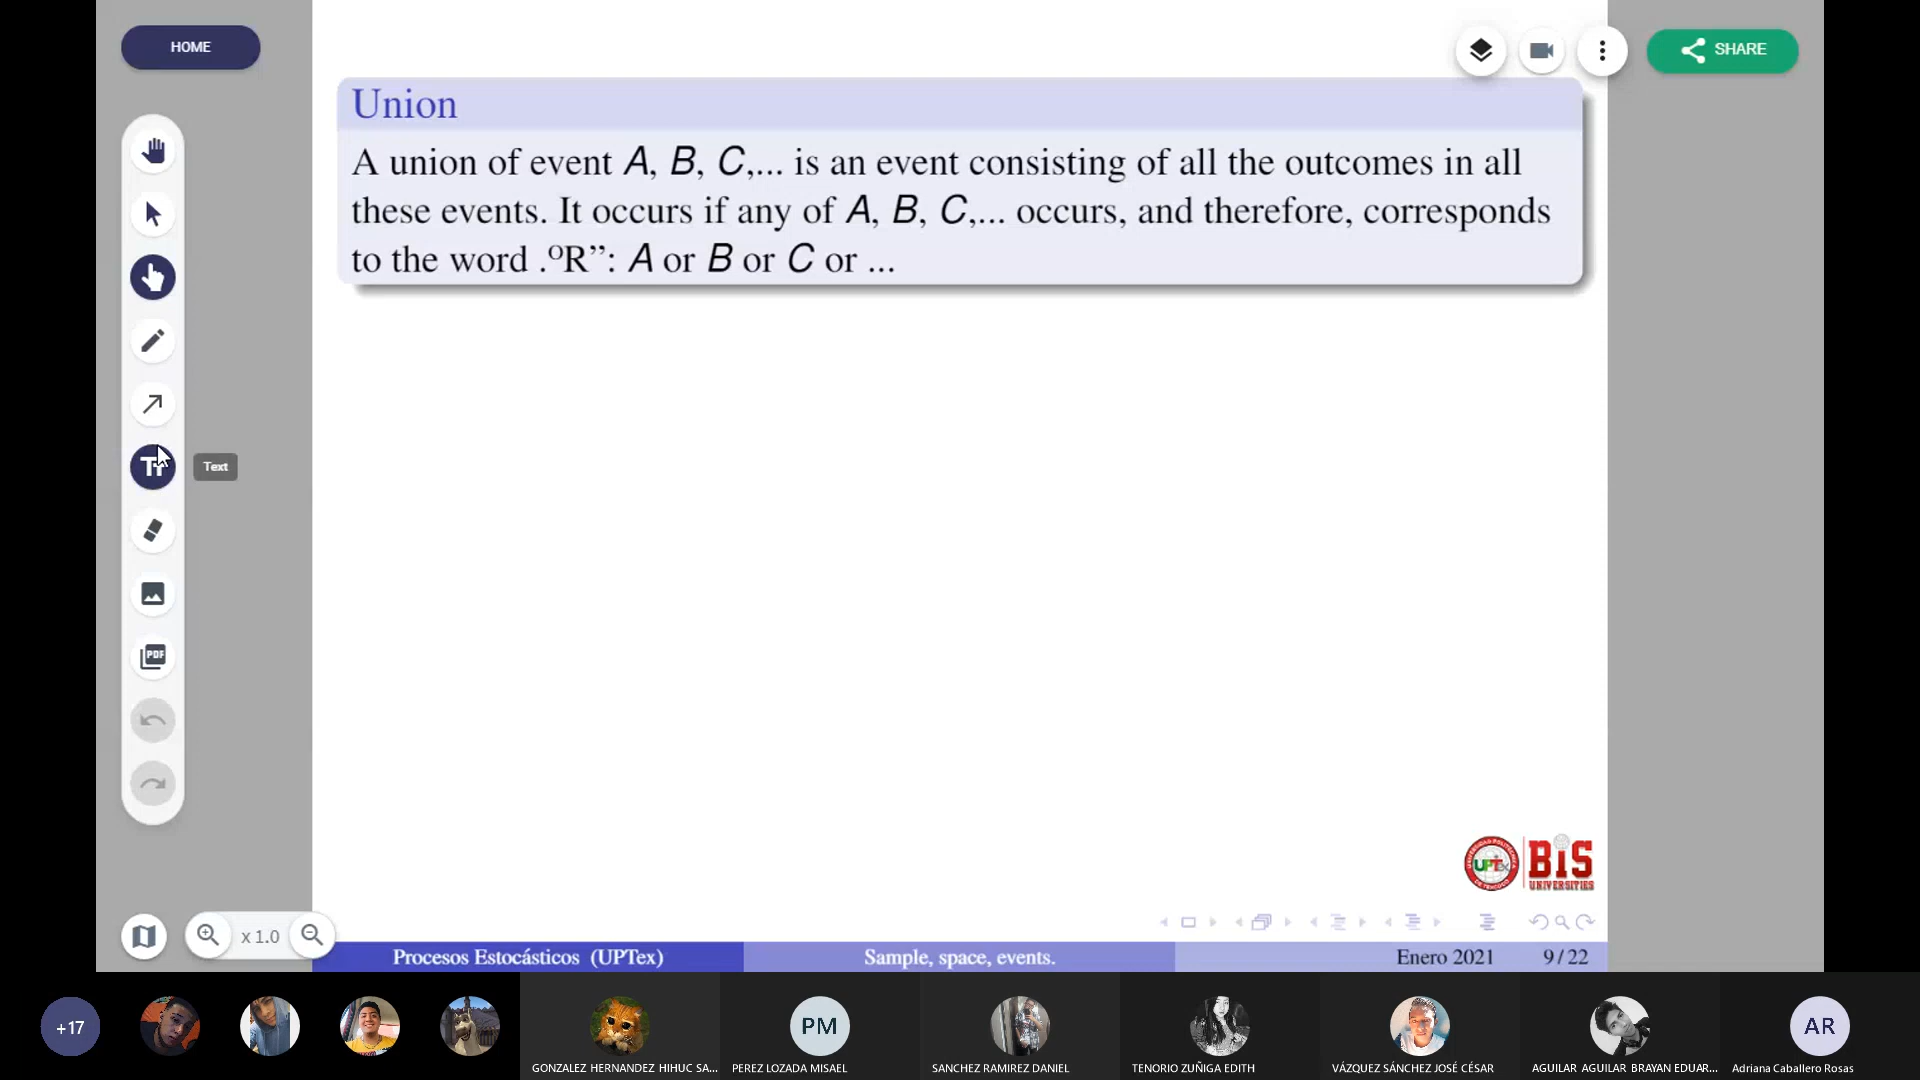 HOME
SHARE
Union
A union of event A, B, C,... is an event consisting of all the outcomes in all
these events. It occurs if any of A, B, C,... occurs, and therefore, corresponds
to the word .ºR”: A or B or C or ...
Text
PDF
UPTex
BiS
UNIVERSITIES
x 1.0
Procesos Estocásticos (UPTex)
Sample, space, events.
Enero 2021
9 / 22
+17
GONZALEZ HERNANDEZ HIHUC SA...
PM
PEREZ LOZADA MISAEL
SANCHEZ RAMIREZ DANIEL
TENORIO ZUÑIGA EDITH
VÁZQUEZ SÁNCHEZ JOSÉ CÉSAR
AGUILAR AGUILAR BRAYAN EDUAR...
AR
Adriana Caballero Rosas